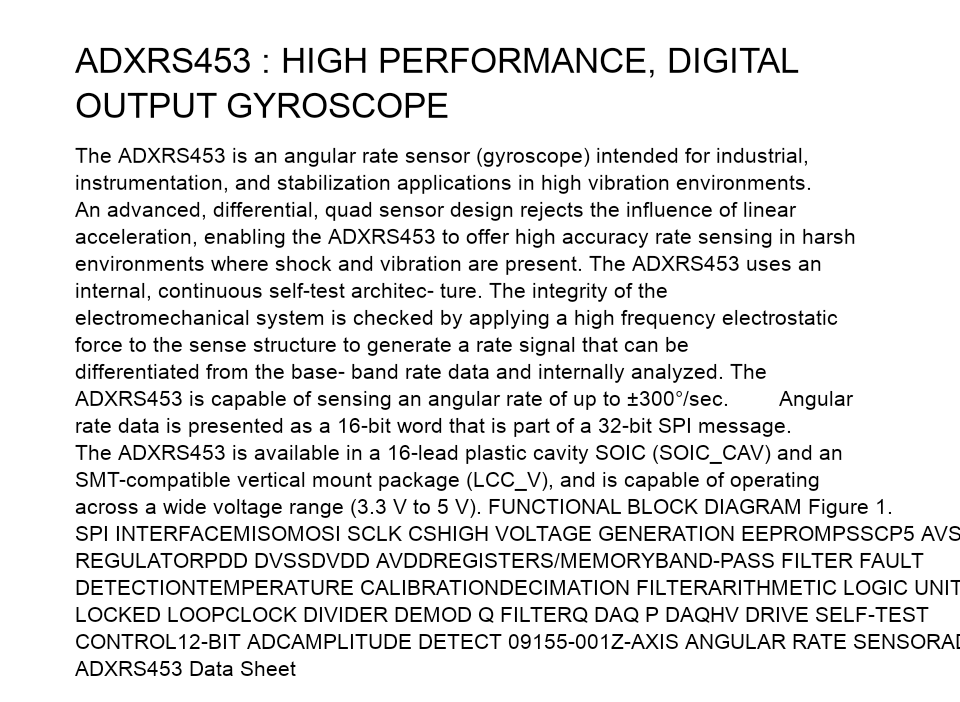 ADXRS453 : HIGH PERFORMANCE, DIGITAL
OUTPUT GYROSCOPE
The ADXRS453 is an angular rate sensor (gyroscope) intended for industrial,
instrumentation, and stabilization applications in high vibration environments.
An advanced, differential, quad sensor design rejects the influence of linear
acceleration, enabling the ADXRS453 to offer high accuracy rate sensing in harsh
environments where shock and vibration are present. The ADXRS453 uses an
internal, continuous self-test architec- ture. The integrity of the
electromechanical system is checked by applying a high frequency electrostatic
force to the sense structure to generate a rate signal that can be
differentiated from the base- band rate data and internally analyzed. The
ADXRS453 is capable of sensing an angular rate of up to ±300°/sec. Angular
rate data is presented as a 16-bit word that is part of a 32-bit SPI message.
The ADXRS453 is available in a 16-lead plastic cavity SOIC (SOIC_CAV) and an
SMT-compatible vertical mount package (LCC_V), and is capable of operating
across a wide voltage range (3.3 V to 5 V). FUNCTIONAL BLOCK DIAGRAM Figure 1.
SPI INTERFACEMISOMOSI SCLK CSHIGH VOLTAGE GENERATION EEPROMPSSCP5 AVS
REGULATORPDD DVSSDVDD AVDDREGISTERS/MEMORYBAND-PASS FILTER FAULT
DETECTIONTEMPERATURE CALIBRATIONDECIMATION FILTERARITHMETIC LOGIC UNIT
LOCKED LOOPCLOCK DIVIDER DEMOD Q FILTERQ DAQ P DAQHV DRIVE SELF-TEST
CONTROL12-BIT ADCAMPLITUDE DETECT 09155-001Z-AXIS ANGULAR RATE SENSORAD
ADXRS453 Data Sheet